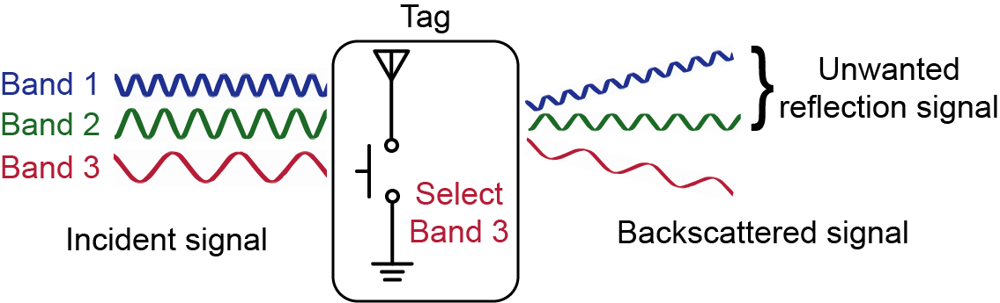 Tag
Band 1
Band 2
Band 3
Incident signal
Select
Band 3
Unwanted
reflection signal
Backscattered signal